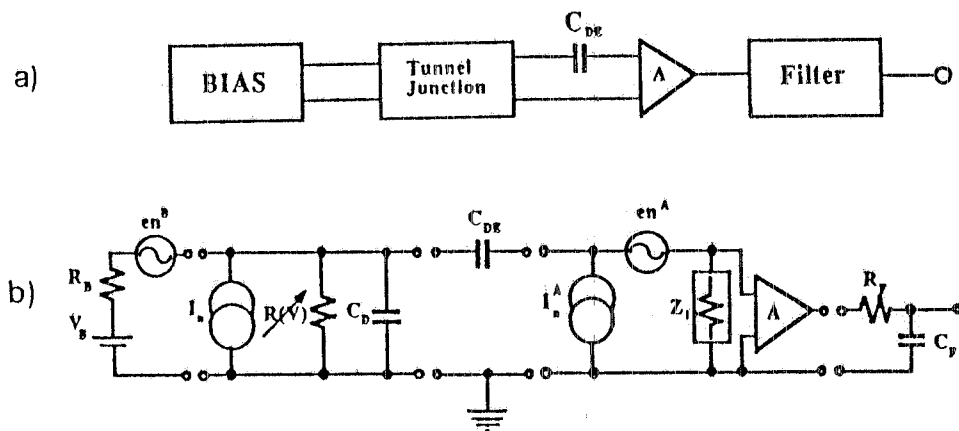 a)
BIAS
Tunnel
Junction
C_DE
A
Filter
b)
en^B
R_B
V_B
I_n
R(V)
C_D
C_DE
I_n^A
en^A
Z_i
A
R_F
C_F